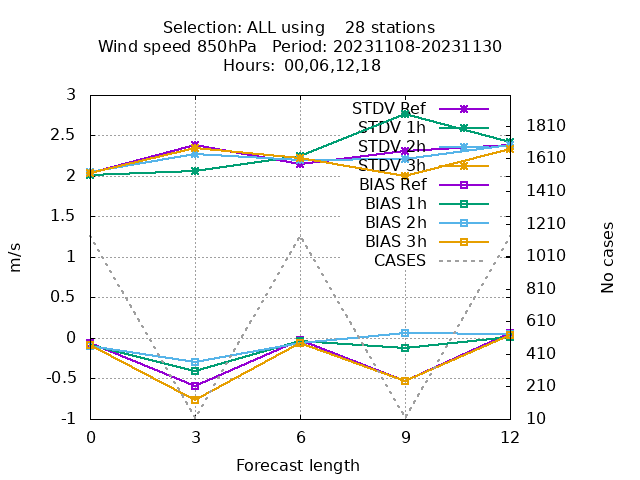 Selection: ALL using    28 stations
Wind speed 850hPa   Period: 20231108-20231130
Hours: 00,06,12,18
STDV Ref
STDV 1h
STDV 2h
STDV 3h
BIAS Ref
BIAS 1h
BIAS 2h
BIAS 3h
CASES
3
2.5
2
1.5
1
0.5
0
-0.5
-1
m/s
1810
1610
1410
1210
1010
810
610
410
210
10
No cases
0 3 6 9 12
Forecast length